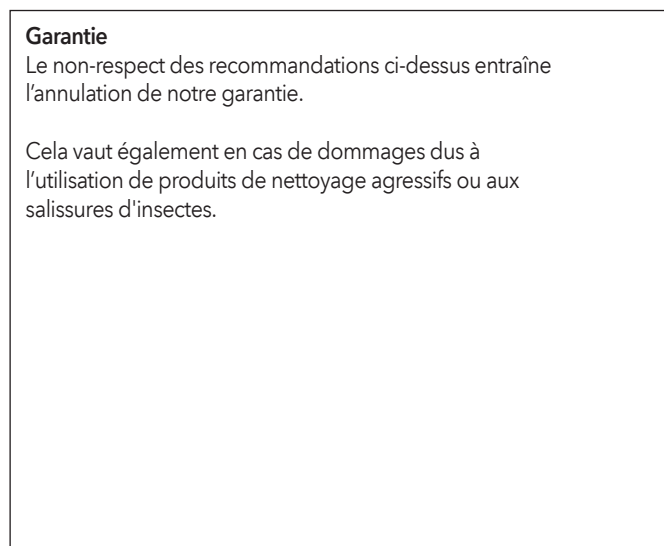 Garantie
Le non-respect des recommandations ci-dessus entraîne
l’annulation de notre garantie.
Cela vaut également en cas de dommages dus à
l’utilisation de produits de nettoyage agressifs ou aux
salissures d'insectes.